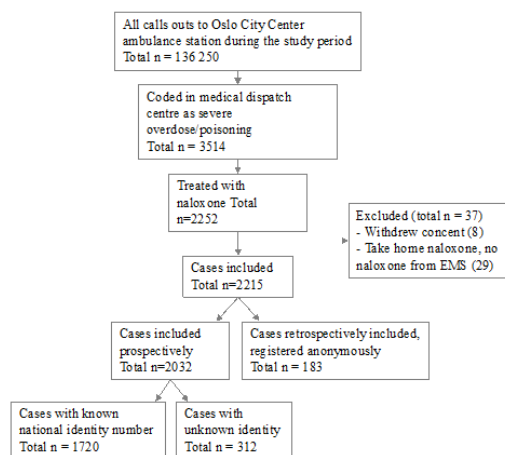 All calls outs to Oslo City Center
ambulance station during the study period
Total n = 136 250
Coded in medical dispatch
centre as severe
overdose/poisoning
Total n = 3514
Treated with
naloxone Total
n=2252
Excluded (total n = 37)
- Withdrew concent (8)
- Take home naloxone, no
naloxone from EMS (29)
Cases included
Total n=2215
Cases included
prospectively
Total n=2032
Cases retrospectively included,
registered anonymously
Total n = 183
Cases with known
national identity number
Total n = 1720
Cases with
unknown identity
Total n = 312